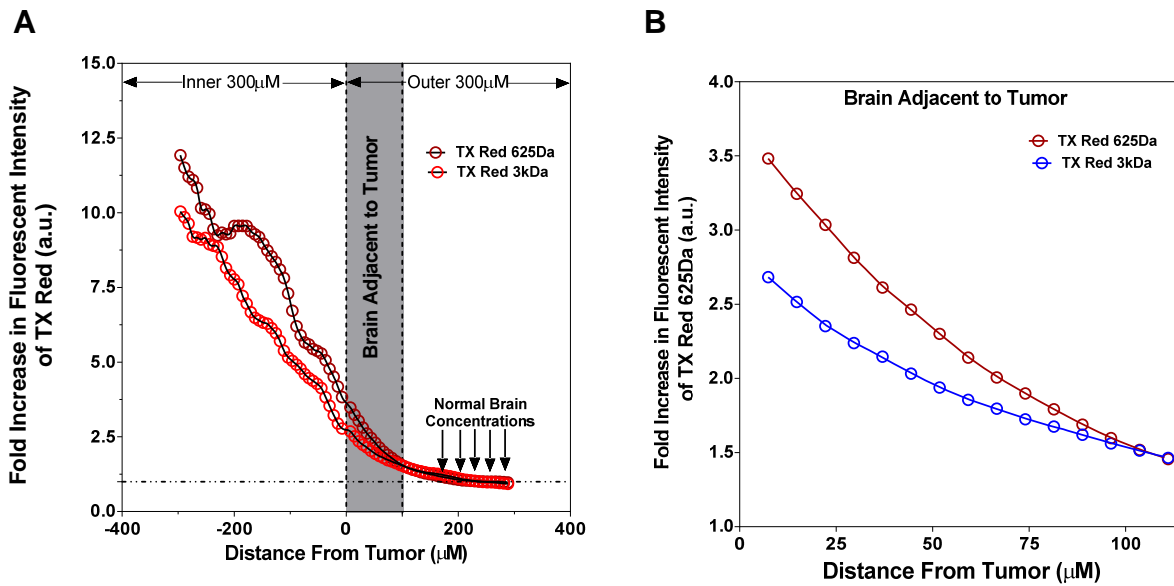 A
Fold Increase in Fluorescent Intensity
of TX Red (a.u.)
15.0
12.5
10.0
7.5
5.0
2.5
0.0
Inner 300µM
Outer 300µM
TX Red 625Da
TX Red 3kDa
Brain Adjacent to Tumor
Normal Brain
Concentrations
-400
-200
0
200
400
Distance From Tumor (µM)
B
Fold Increase in Fluorescent Intensity
of TX Red 625Da (a.u.)
4.0
3.5
3.0
2.5
2.0
1.5
1.0
Brain Adjacent to Tumor
TX Red 625Da
TX Red 3kDa
0
25
50
75
100
Distance From Tumor (µM)